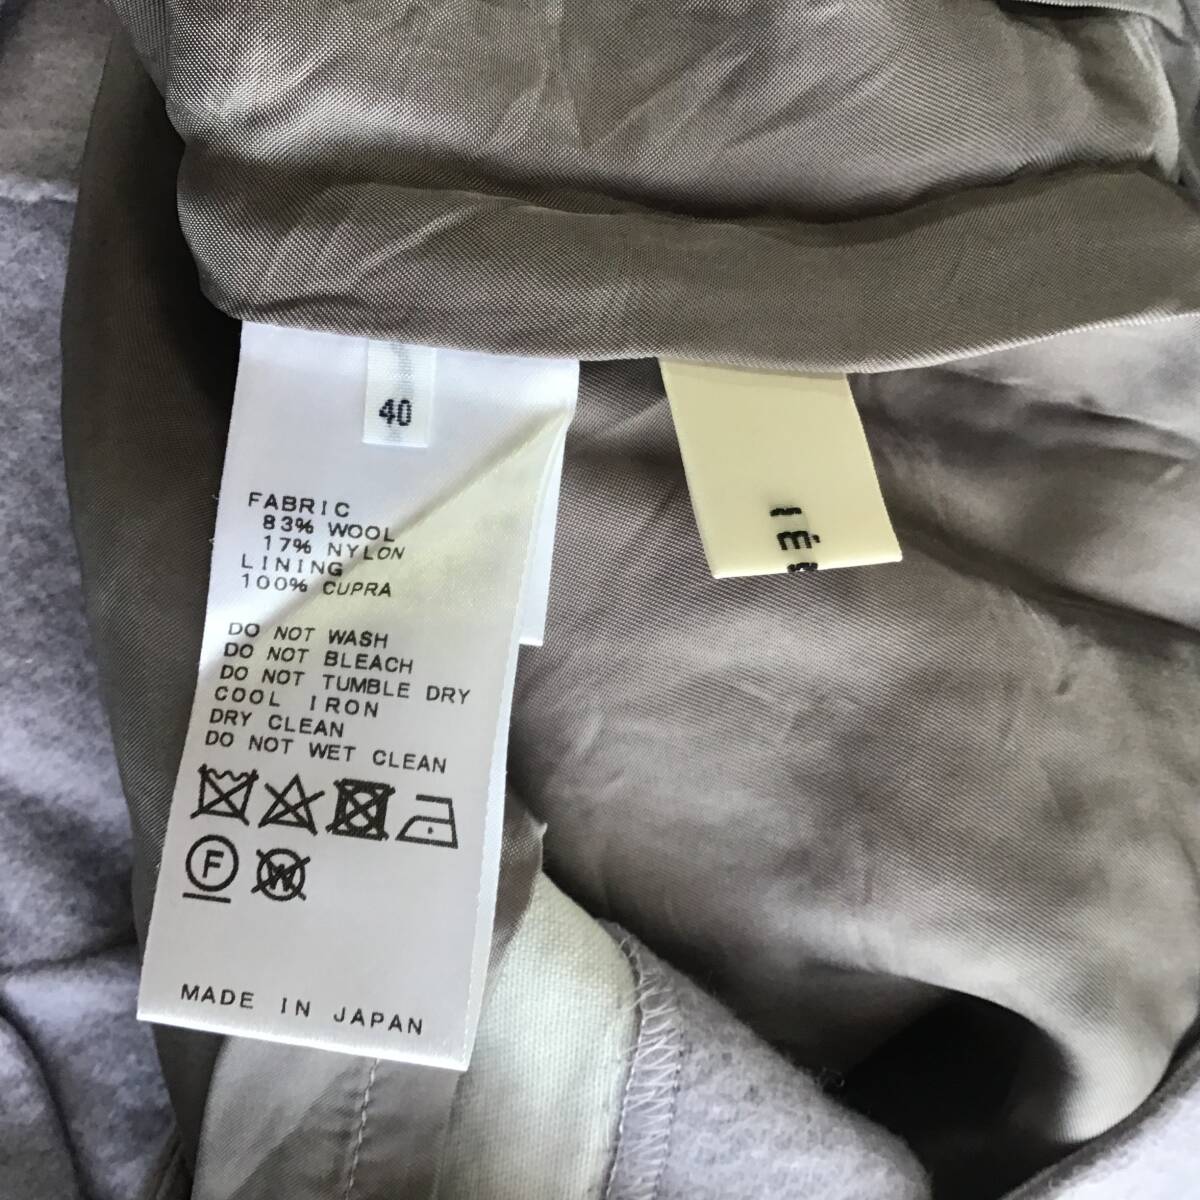 40
FABRIC
83% WOOL
17% NYLON
LINING
100% CUPRA
DO NOT WASH
DO NOT BLEACH
DO NOT TUMBLE DRY
COOL IRON
DRY CLEAN
DO NOT WET CLEAN
F W
MADE IN JAPAN